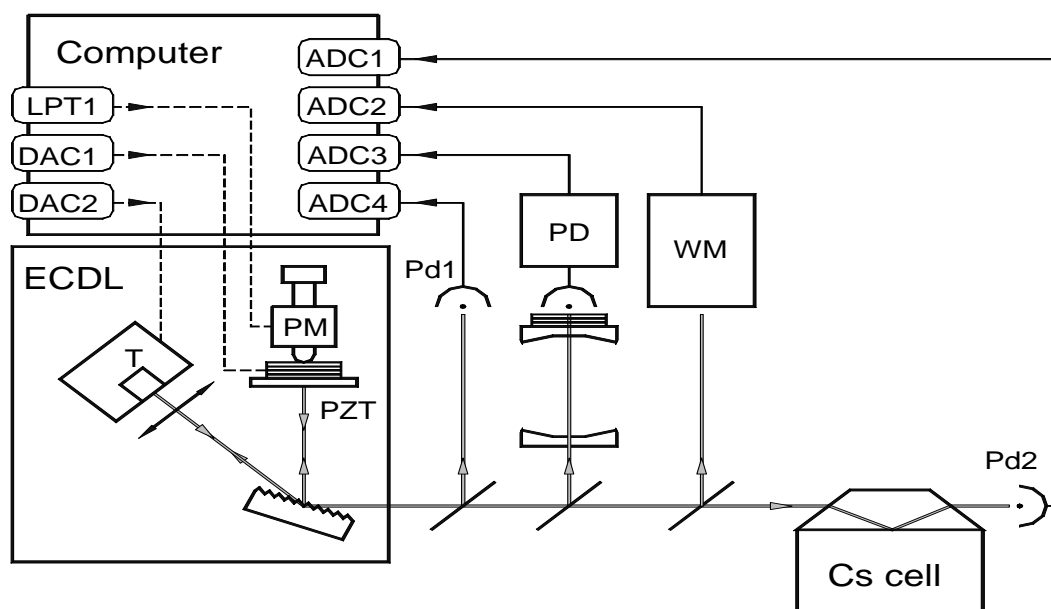 Computer
ADC1
LPT1
ADC2
DAC1
ADC3
DAC2
ADC4
ECDL
Pd1
PD
WM
PM
T
PZT
Pd2
Cs cell